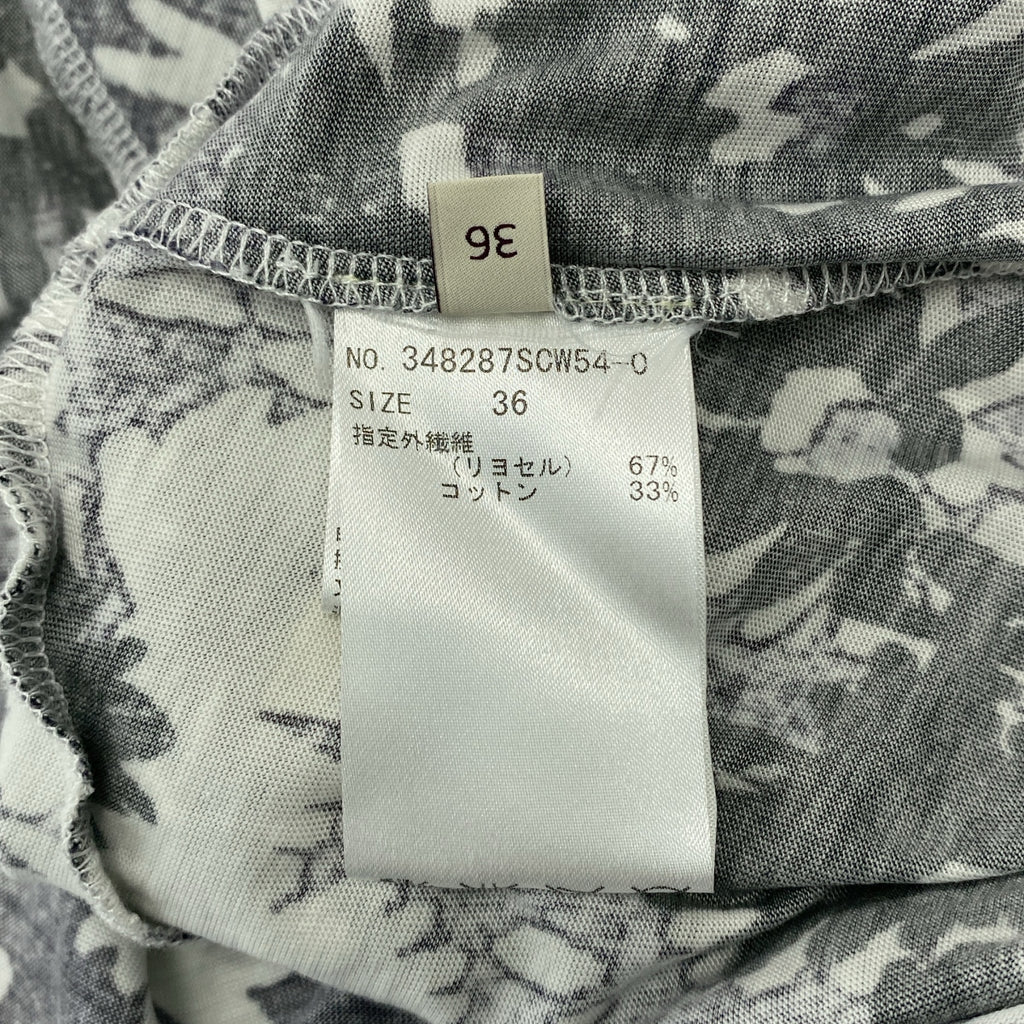 36
NO. 348287SCW54-0
SIZE 36
指定外繊維
(リヨセル) 67%
コットン 33%